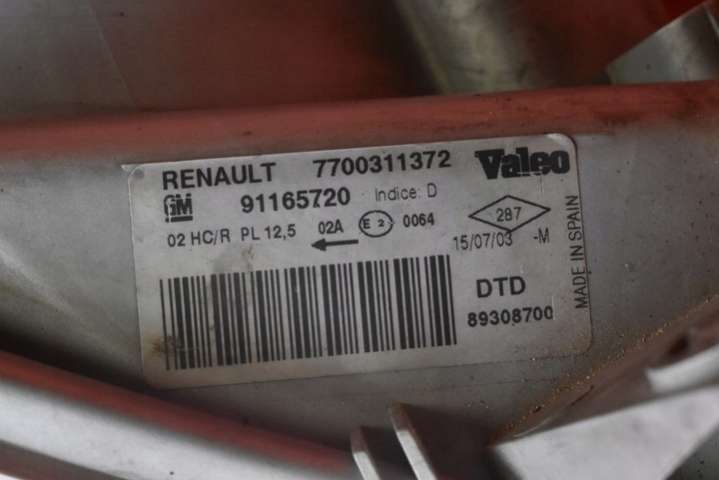 RENAULT 7700311372 Valeo
GM 91165720 Indice: D
02 HC/R PL 12,5 02A E 2 0064 287
15/07/03 -M
MADE IN SPAIN
DTD
89308700